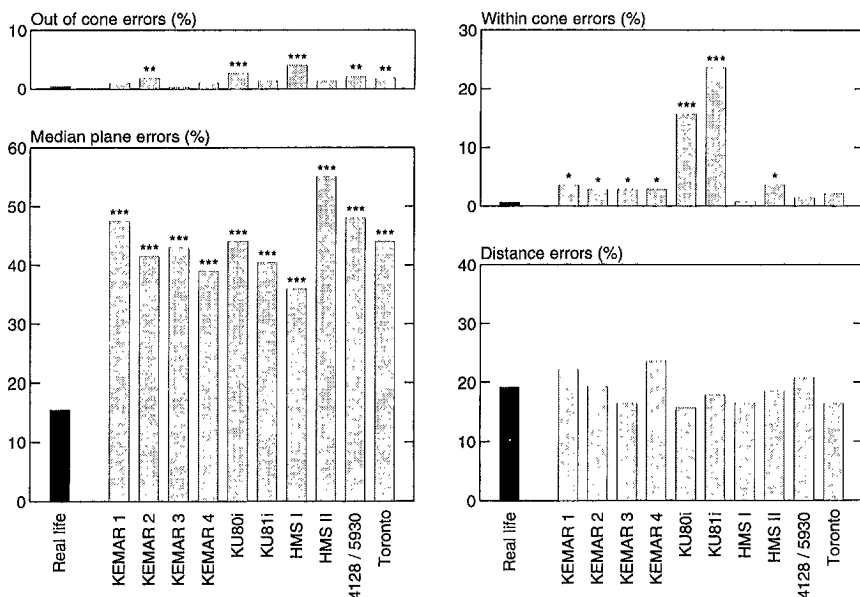 Out of cone errors (%)
10
0
** *** *** ** **
Median plane errors (%)
60
50
40
30
20
10
0
*** *** *** *** *** *** *** *** *** ***
Real life
KEMAR 1
KEMAR 2
KEMAR 3
KEMAR 4
KU80i
KU81i
HMS I
HMS II
4128 / 5930
Toronto
Within cone errors (%)
30
20
10
0
* * * * *** *** *
Distance errors (%)
40
30
20
10
0
Real life
KEMAR 1
KEMAR 2
KEMAR 3
KEMAR 4
KU80i
KU81i
HMS I
HMS II
4128 / 5930
Toronto